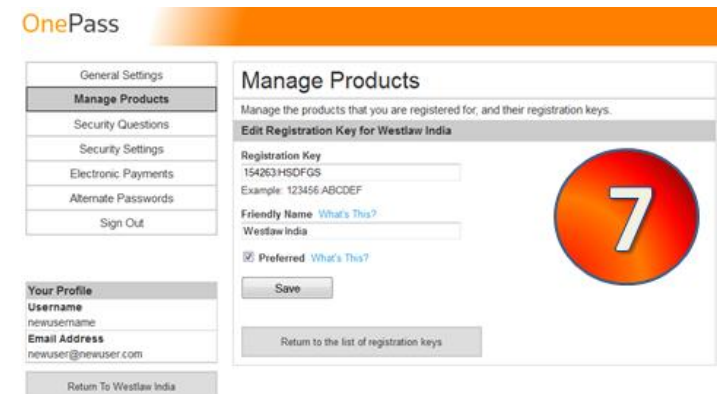 OnePass
General Settings
Manage Products
Security Questions
Security Settings
Electronic Payments
Alternate Passwords
Sign Out
Your Profile
Username
newusername
Email Address
newuser@newuser.com
Return To Westlaw India
Manage Products
Manage the products that you are registered for, and their registration keys.
Edit Registration Key for Westlaw India
Registration Key
154263:HSDFGS
Example: 123456:ABCDEF
Friendly Name What's This?
Westlaw India
Preferred What's This?
Save
Return to the list of registration keys
7